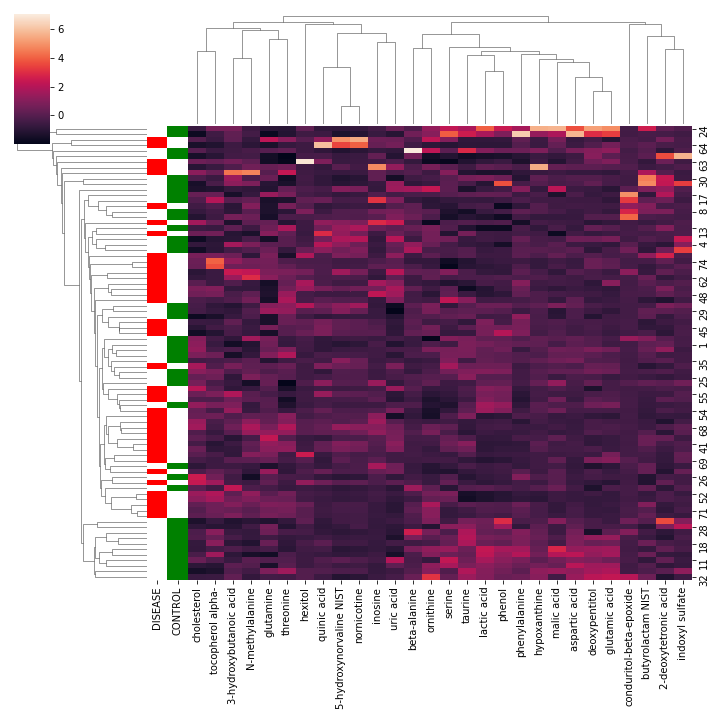 6
4
2
0
24
64
63
30
17
8
13
4
74
62
48
29
45
1
35
25
55
54
68
41
69
26
52
71
28
18
11
32
DISEASE
CONTROL
cholesterol
tocopherol alpha-
3-hydroxybutanoic acid
N-methylalanine
glutamine
threonine
hexitol
quinic acid
5-hydroxynorvaline NIST
nornicotine
inosine
uric acid
beta-alanine
ornithine
serine
taurine
lactic acid
phenol
phenylalanine
hypoxanthine
malic acid
aspartic acid
deoxypentitol
glutamic acid
conduritol-beta-epoxide
butyrolactam NIST
2-deoxytetronic acid
indoxyl sulfate